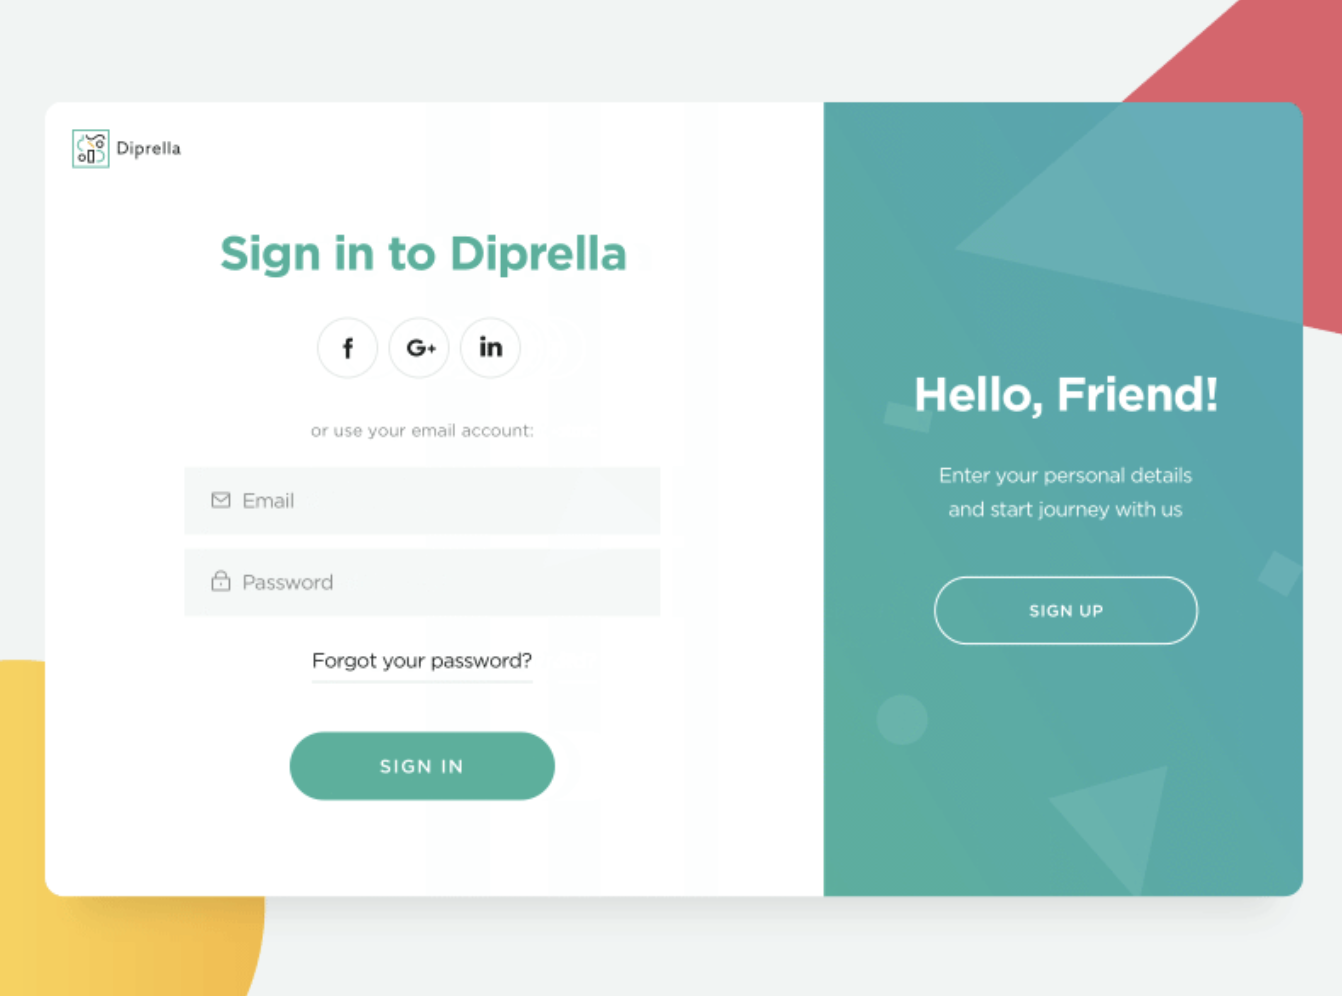 Diprella
Sign in to Diprella
f
G+
in
or use your email account:
Email
Password
Forgot your password?
SIGN IN
Hello, Friend!
Enter your personal details
and start journey with us
SIGN UP